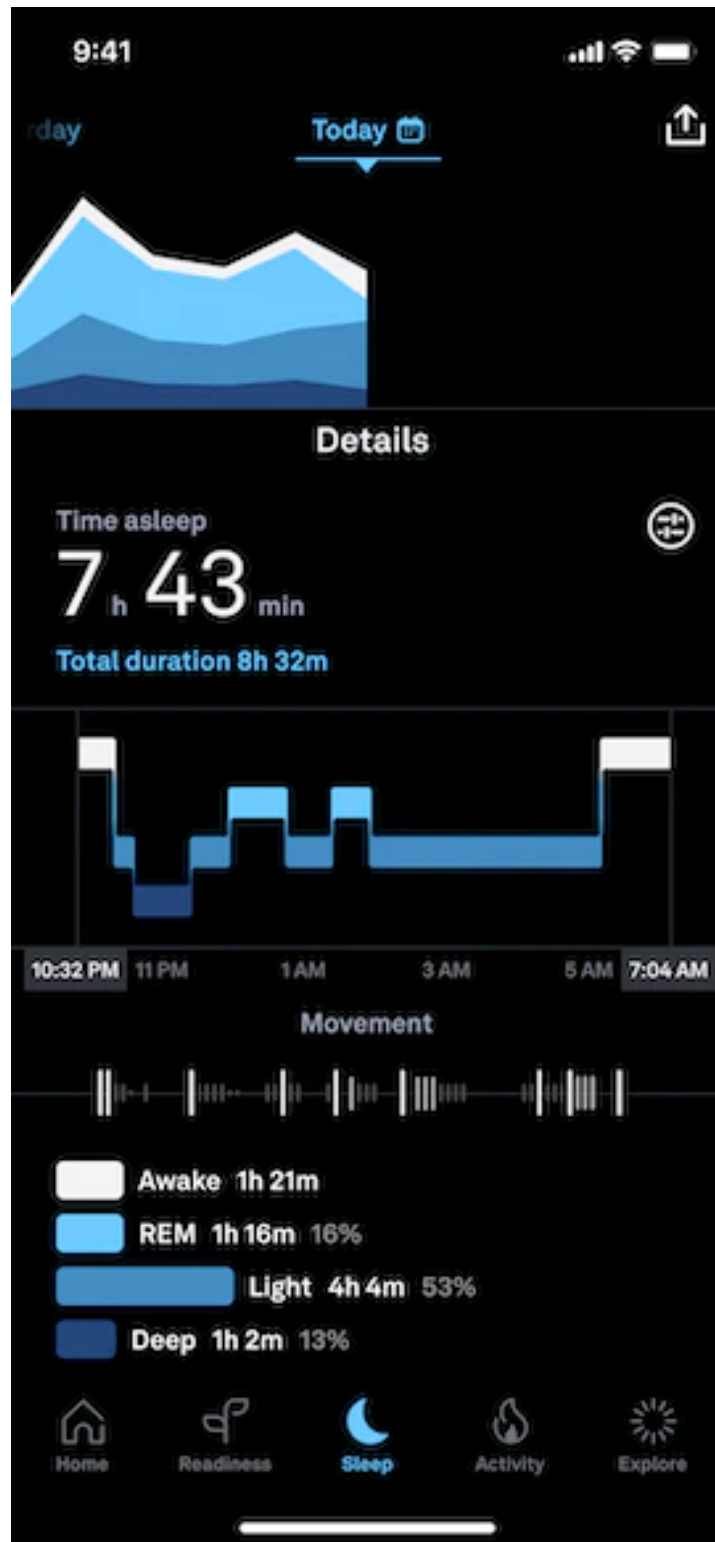 9:41
rday
Today
Details
Time asleep
7 h 43 min
Total duration 8h 32m
10:32 PM 11 PM 1 AM 3 AM 5 AM 7:04 AM
Movement
Awake 1h 21m
REM 1h 16m 16%
Light 4h 4m 53%
Deep 1h 2m 13%
Home Readiness Sleep Activity Explore